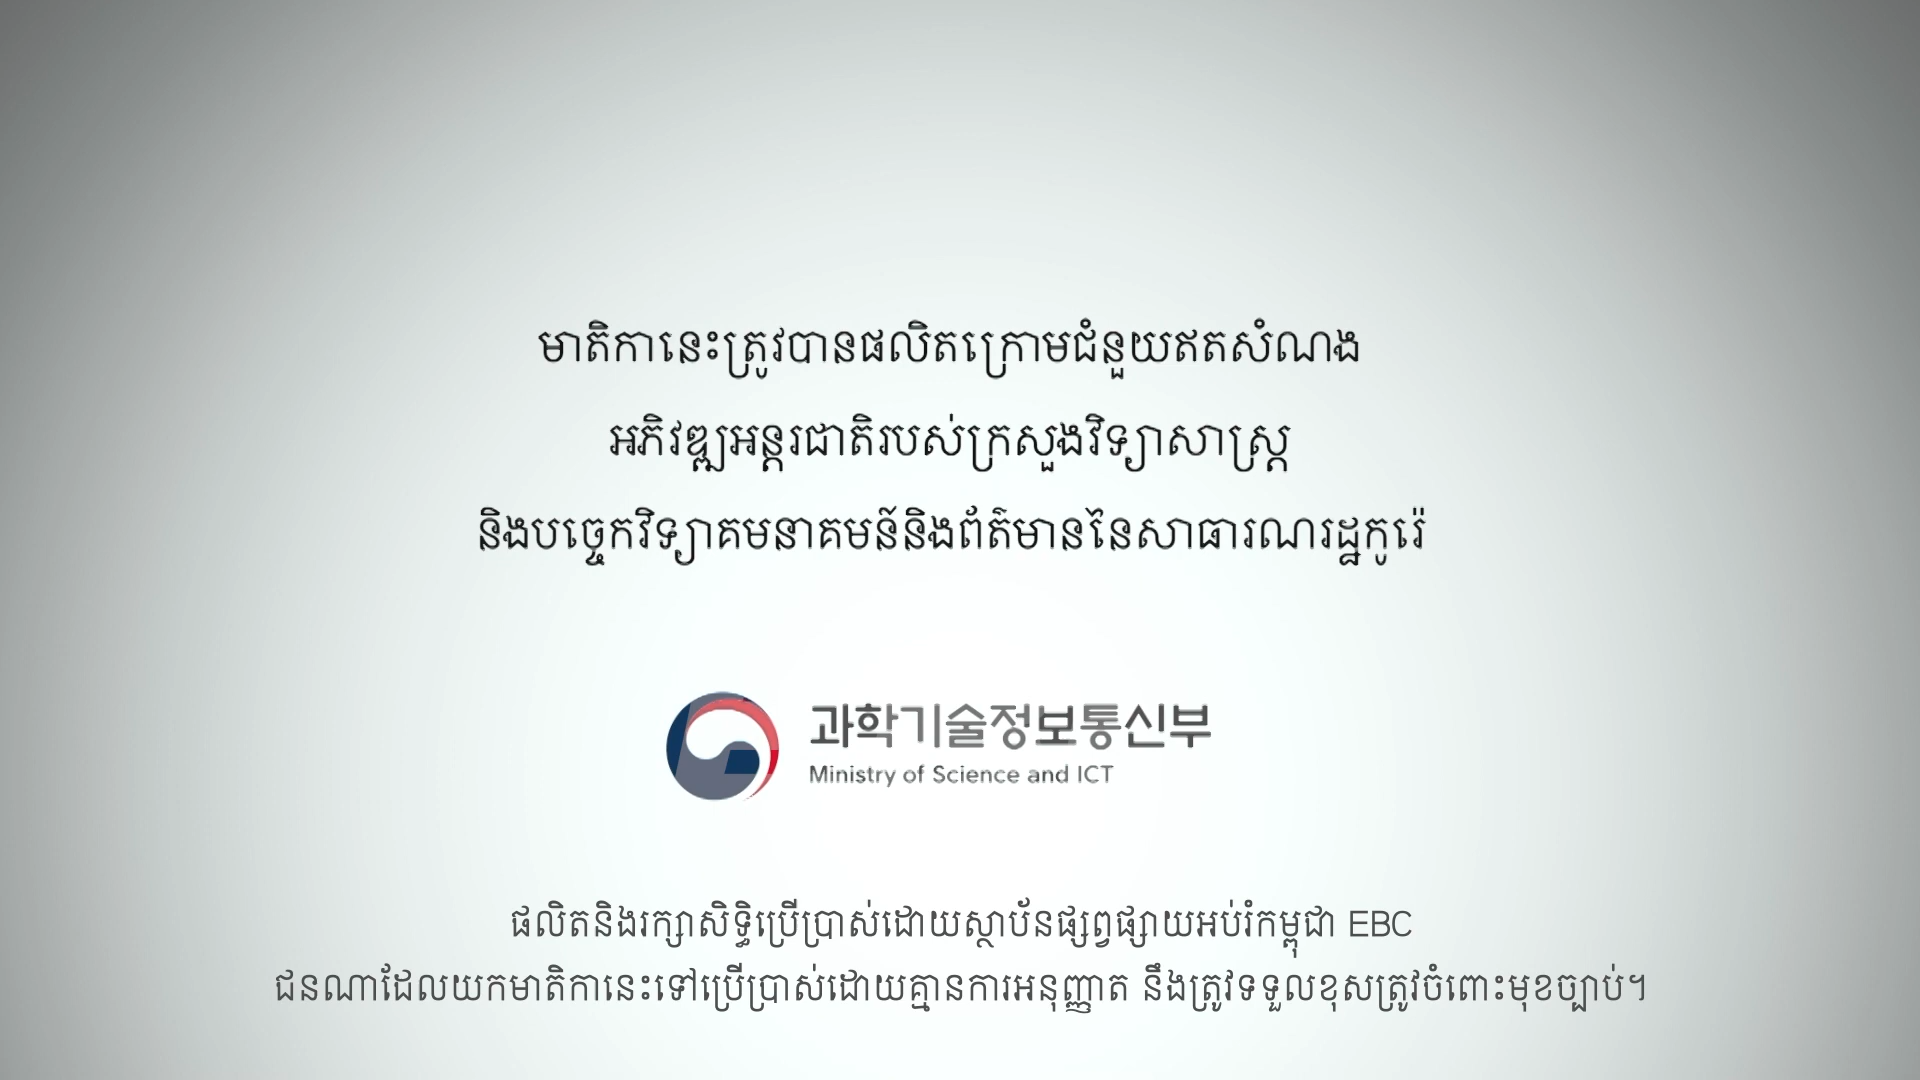 មាតិកានេះត្រូវបានផលិតក្រោមជំនួយឥតសំណង
អភិវឌ្ឍអន្តរជាតិរបស់ក្រសួងវិទ្យាសាស្ត្រ
និងបច្ចេកវិទ្យាគមនាគមន៍និងព័ត៌មាននៃសាធារណរដ្ឋកូរ៉េ
과학기술정보통신부
Ministry of Science and ICT
ផលិតនិងរក្សាសិទ្ធិប្រើប្រាស់ដោយស្ថាប័នផ្សព្វផ្សាយអប់រំកម្ពុជា EBC
ជនណាដែលយកមាតិកានេះទៅប្រើប្រាស់ដោយគ្មានការអនុញ្ញាត នឹងត្រូវទទួលខុសត្រូវចំពោះមុខច្បាប់។